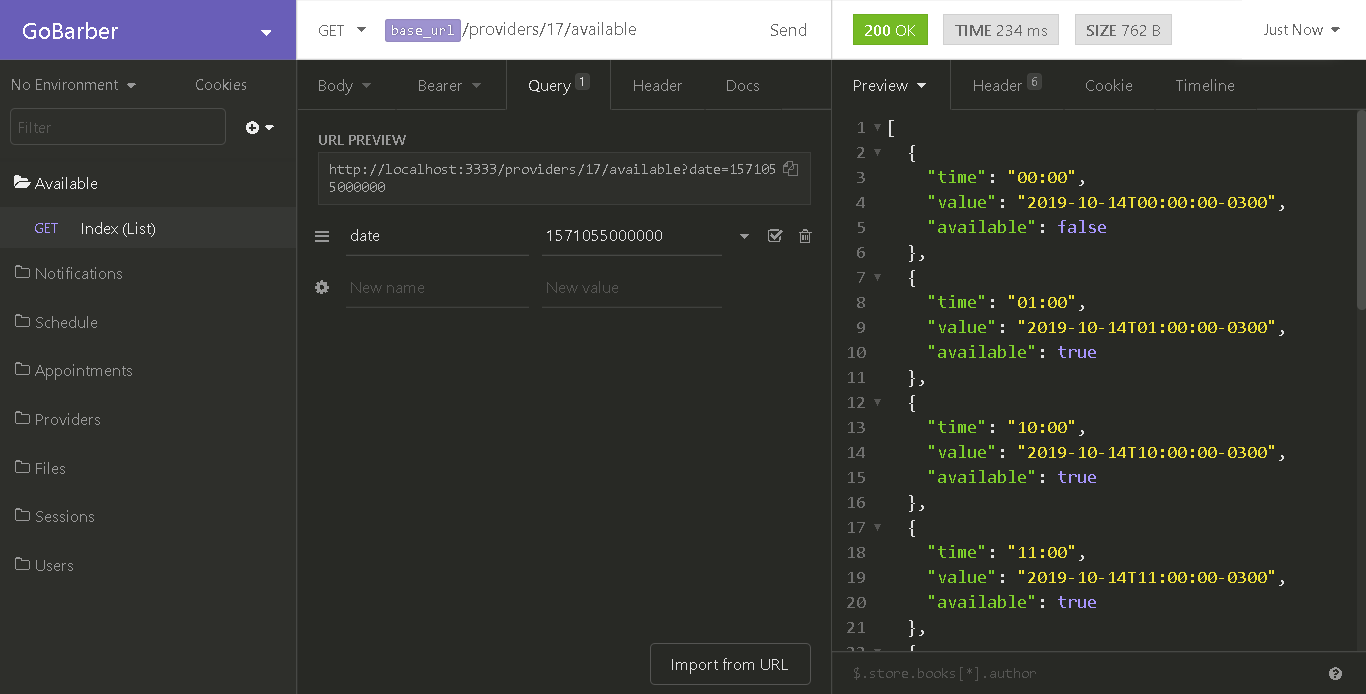 GoBarber
No Environment
Cookies
Filter
Available
GET Index (List)
Notifications
Schedule
Appointments
Providers
Files
Sessions
Users
GET base_url/providers/17/available Send
Body Bearer Query 1 Header Docs
URL PREVIEW
http://localhost:3333/providers/17/available?date=157105
5000000
date 1571055000000
New name New value
Import from URL
200 OK TIME 234 ms SIZE 762 B Just Now
Preview Header 6 Cookie Timeline
1 [
2 {
3 "time": "00:00",
4 "value": "2019-10-14T00:00:00-0300",
5 "available": false
6 },
7 {
8 "time": "01:00",
9 "value": "2019-10-14T01:00:00-0300",
10 "available": true
11 },
12 {
13 "time": "10:00",
14 "value": "2019-10-14T10:00:00-0300",
15 "available": true
16 },
17 {
18 "time": "11:00",
19 "value": "2019-10-14T11:00:00-0300",
20 "available": true
21 },
22 {
$.store.books[*].author